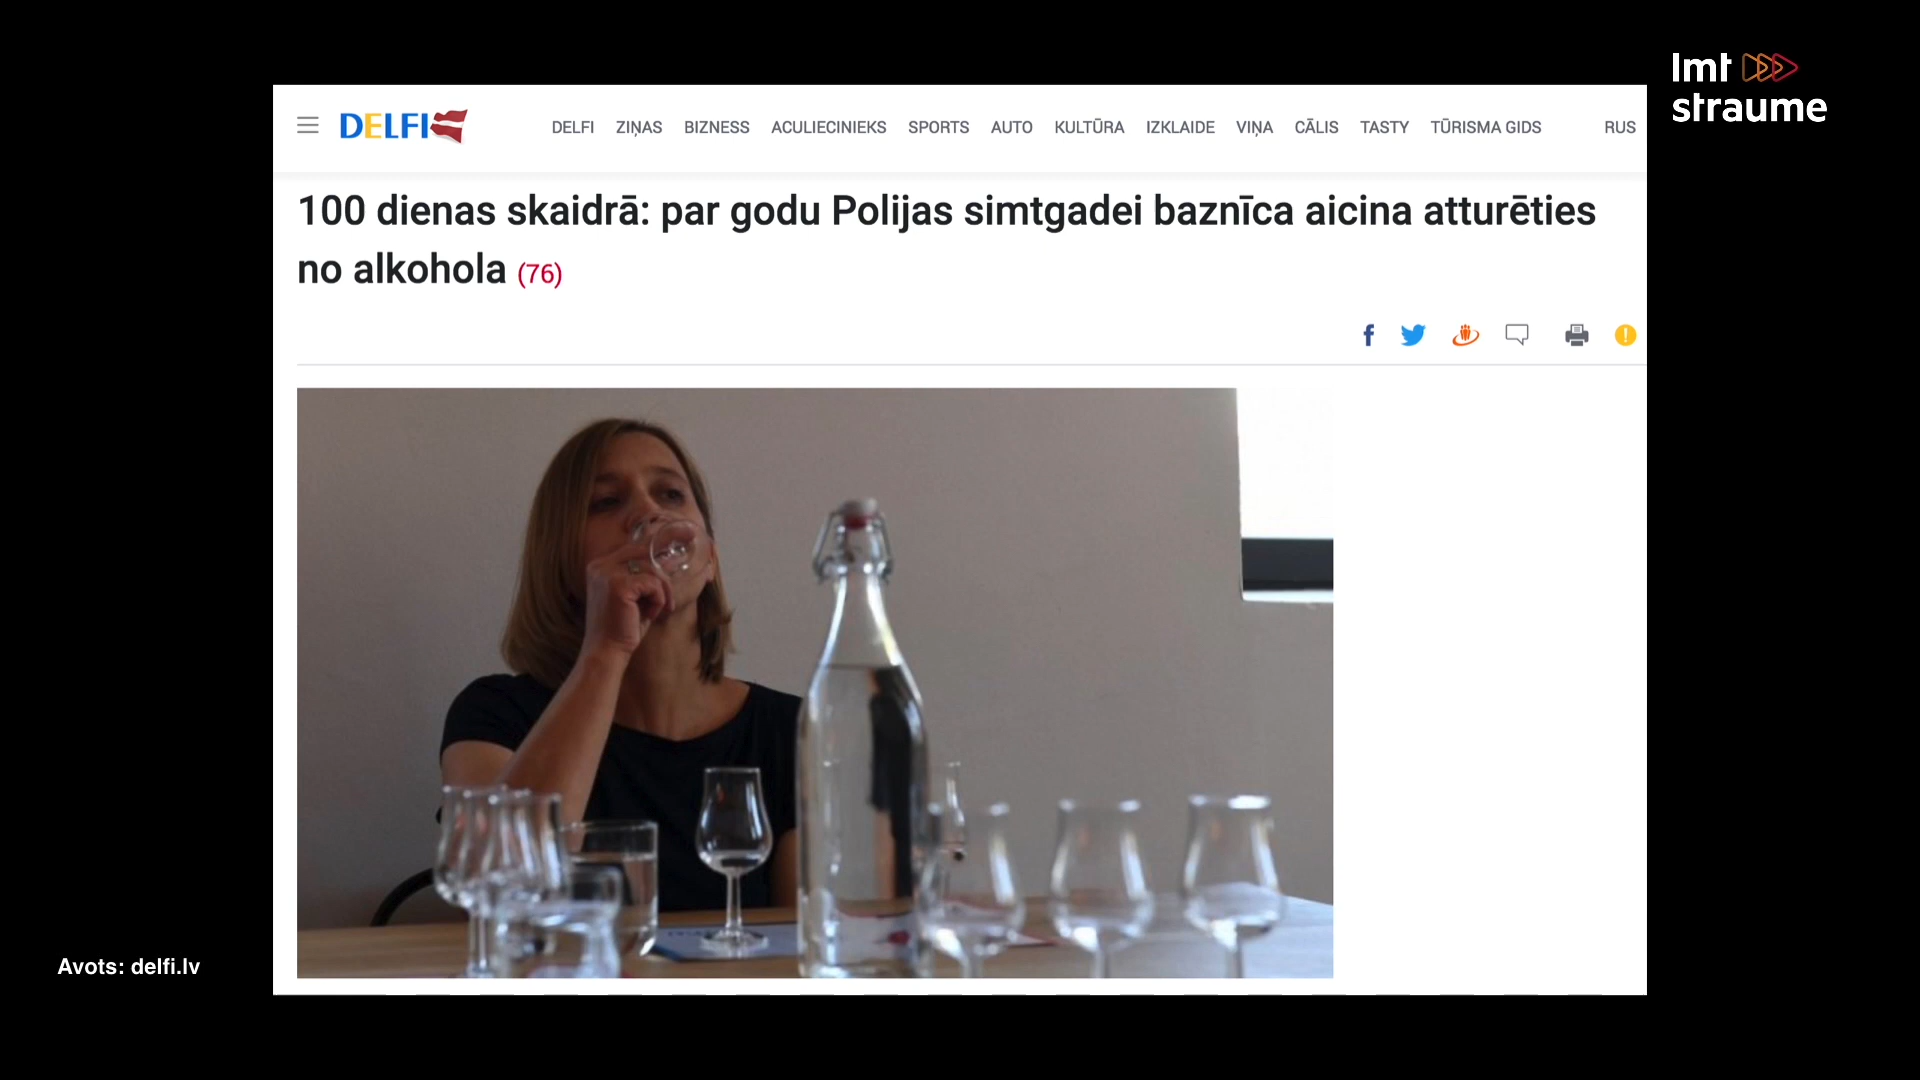 lmt
straume
DELFI
DELFI ZIŅAS BIZNESS ACULIECINIEKS SPORTS AUTO KULTŪRA IZKLAIDE VIŅA CĀLIS TASTY TŪRISMA GIDS RUS
100 dienas skaidrā: par godu Polijas simtgadei baznīca aicina atturēties
no alkohola (76)
Avots: delfi.lv